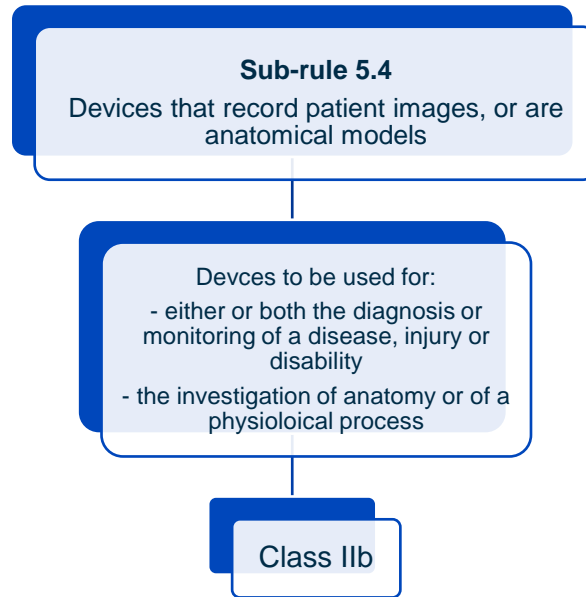 Sub-rule 5.4
Devices that record patient images, or are
anatomical models
Devces to be used for:
- either or both the diagnosis or
monitoring of a disease, injury or
disability
- the investigation of anatomy or of a
physioloical process
Class IIb